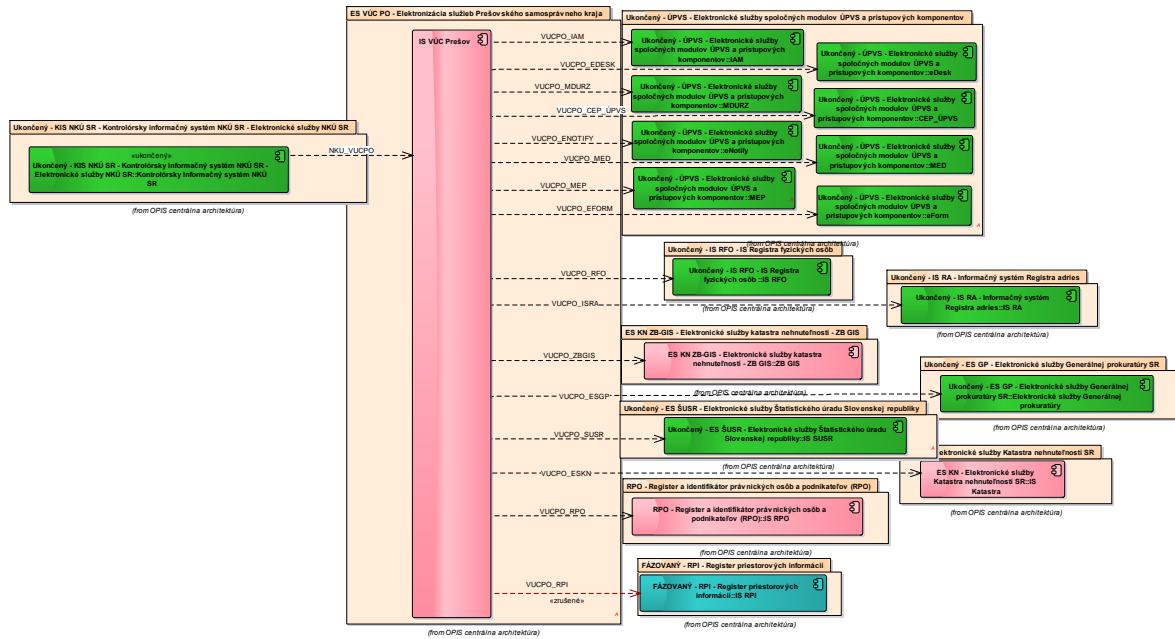 ES VÚC PO - Elektronizácia služieb Prešovského samosprávneho kraja
IS VÚC Prešov
(from OPIS centrálna architektúra)
Ukončený - KIS NKÚ SR - Kontrolórsky informačný systém NKÚ SR - Elektronické služby NKÚ SR
«ukončený»
Ukončený - KIS NKÚ SR - Kontrolórsky informačný systém NKÚ SR -
Elektronické služby NKÚ SR::Kontrolórsky informačný systém NKÚ
SR
(from OPIS centrálna architektúra)
NKU_VUCPO
VUCPO_IAM
VUCPO_EDESK
VUCPO_MDURZ
VUCPO_CEP_ÚPVS
VUCPO_ENOTIFY
VUCPO_MED
VUCPO_MEP
VUCPO_EFORM
VUCPO_RFO
VUCPO_ISRA
VUCPO_ZBGIS
VUCPO_ESGP
VUCPO_SUSR
VUCPO_ESKN
VUCPO_RPO
VUCPO_RPI
«zrušené»
Ukončený - ÚPVS - Elektronické služby spoločných modulov ÚPVS a prístupových komponentov
Ukončený - ÚPVS - Elektronické služby
spoločných modulov ÚPVS a prístupových
komponentov::IAM
Ukončený - ÚPVS - Elektronické služby
spoločných modulov ÚPVS a prístupových
komponentov::eDesk
Ukončený - ÚPVS - Elektronické služby
spoločných modulov ÚPVS a prístupových
komponentov::MDURZ
Ukončený - ÚPVS - Elektronické služby
spoločných modulov ÚPVS a
prístupových komponentov::CEP_ÚPVS
Ukončený - ÚPVS - Elektronické služby
spoločných modulov ÚPVS a prístupových
komponentov::eNotify
Ukončený - ÚPVS - Elektronické služby
spoločných modulov ÚPVS a
prístupových komponentov::MED
Ukončený - ÚPVS - Elektronické služby
spoločných modulov ÚPVS a
prístupových komponentov::MEP
Ukončený - ÚPVS - Elektronické služby
spoločných modulov ÚPVS a
prístupových komponentov::eForm
(from OPIS centrálna architektúra)
Ukončený - IS RFO - IS Registra fyzických osôb
Ukončený - IS RFO - IS Registra
fyzických osôb ::IS RFO
(from OPIS centrálna architektúra)
Ukončený - IS RA - Informačný systém Registra adries
Ukončený - IS RA - Informačný systém
Registra adries::IS RA
(from OPIS centrálna architektúra)
ES KN ZB-GIS - Elektronické služby katastra nehnuteľností - ZB GIS
ES KN ZB-GIS - Elektronické služby katastra
nehnuteľností - ZB GIS::ZB GIS
(from OPIS centrálna architektúra)
Ukončený - ES GP - Elektronické služby Generálnej prokuratúry SR
Ukončený - ES GP - Elektronické služby Generálnej
prokuratúry SR::Elektronické služby Generálnej
prokuratúry
(from OPIS centrálna architektúra)
Ukončený - ES ŠUSR - Elektronické služby Štatistického úradu Slovenskej republiky
Ukončený - ES ŠUSR - Elektronické služby Štatistického úradu
Slovenskej republiky::IS SUSR
(from OPIS centrálna architektúra)
ektronické služby Katastra nehnuteľností SR
ES KN - Elektronické služby
Katastra nehnuteľností SR::IS
Katastra
(from OPIS centrálna architektúra)
RPO - Register a identifikátor právnických osôb a podnikateľov (RPO)
RPO - Register a identifikátor právnických osôb a
podnikateľov (RPO)::IS RPO
(from OPIS centrálna architektúra)
FÁZOVANÝ - RPI - Register priestorových informácií
FÁZOVANÝ - RPI - Register priestorových
informácií::IS RPI
(from OPIS centrálna architektúra)